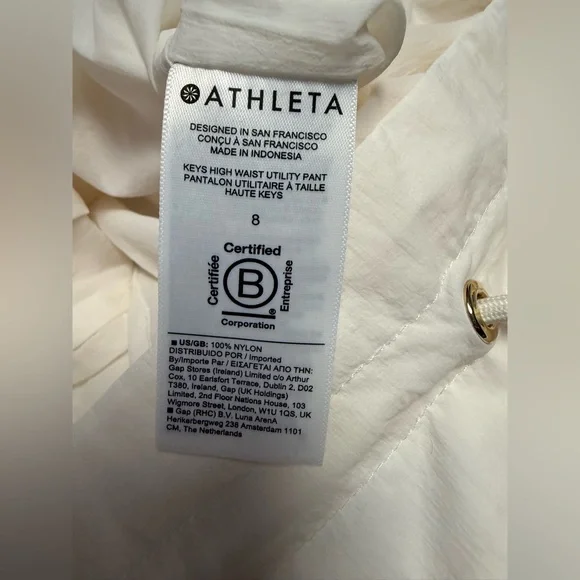 ATHLETA
DESIGNED IN SAN FRANCISCO
CONÇU À SAN FRANCISCO
MADE IN INDONESIA
KEYS HIGH WAIST UTILITY PANT
PANTALON UTILITAIRE À TAILLE
HAUTE KEYS
8
Certified
Certifiée
B
®
Entreprise
Corporation
■ US/GB: 100% NYLON
DISTRIBUIDO POR / Imported
By/Importe Par / ΕΙΣΑΓΕΤΑΙ ΑΠΟ ΤΗΝ:
Gap Stores (Ireland) Limited c/o Arthur
Cox, 10 Earlsfort Terrace, Dublin 2, D02
T380, Ireland, Gap (UK Holdings)
Limited, 2nd Floor Nations House, 103
Wigmore Street, London, W1U 1QS, UK
■ Gap (RHC) B.V. Luna ArenA
Herikerbergweg 238 Amsterdam 1101
CM, The Netherlands